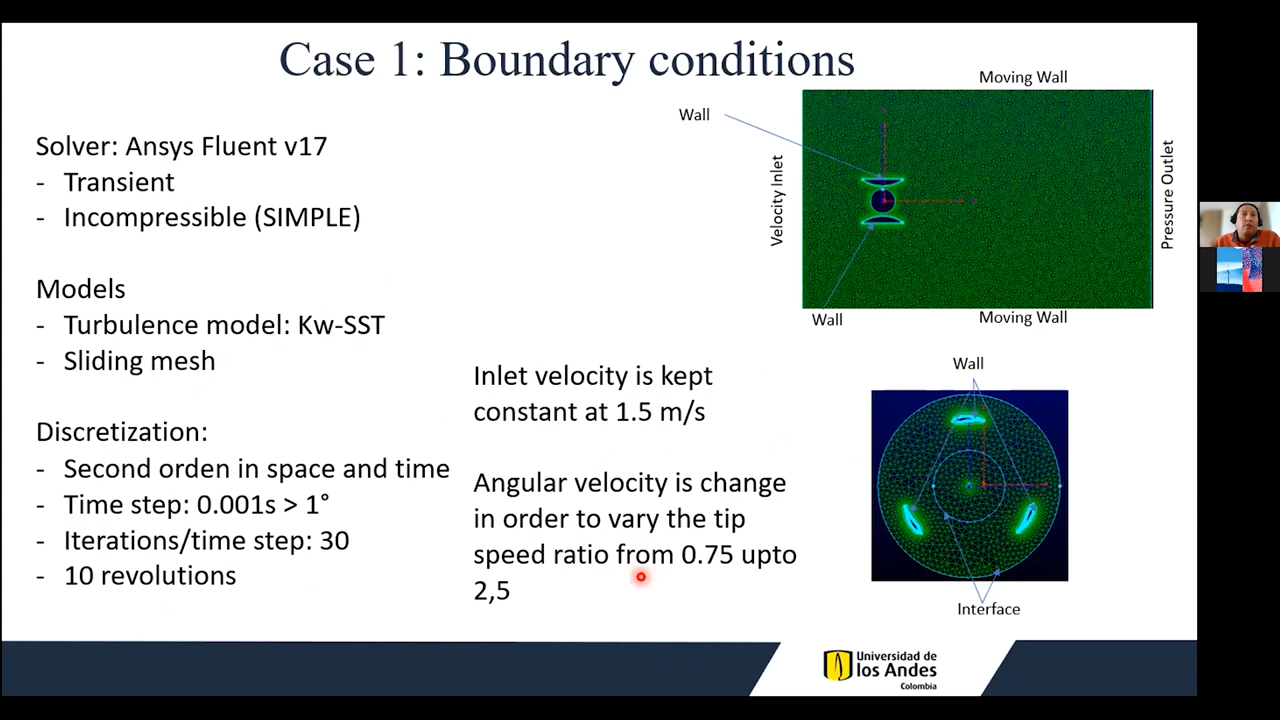 Case 1: Boundary conditions
Solver: Ansys Fluent v17
- Transient
- Incompressible (SIMPLE)
Models
- Turbulence model: Kw-SST
- Sliding mesh
Discretization:
- Second orden in space and time
- Time step: 0.001s > 1°
- Iterations/time step: 30
- 10 revolutions
Inlet velocity is kept
constant at 1.5 m/s
Angular velocity is change
in order to vary the tip
speed ratio from 0.75 upto
2,5
Moving Wall
Wall
Velocity Inlet
Pressure Outlet
Wall
Moving Wall
Wall
Interface
Universidad de
los Andes
Colombia